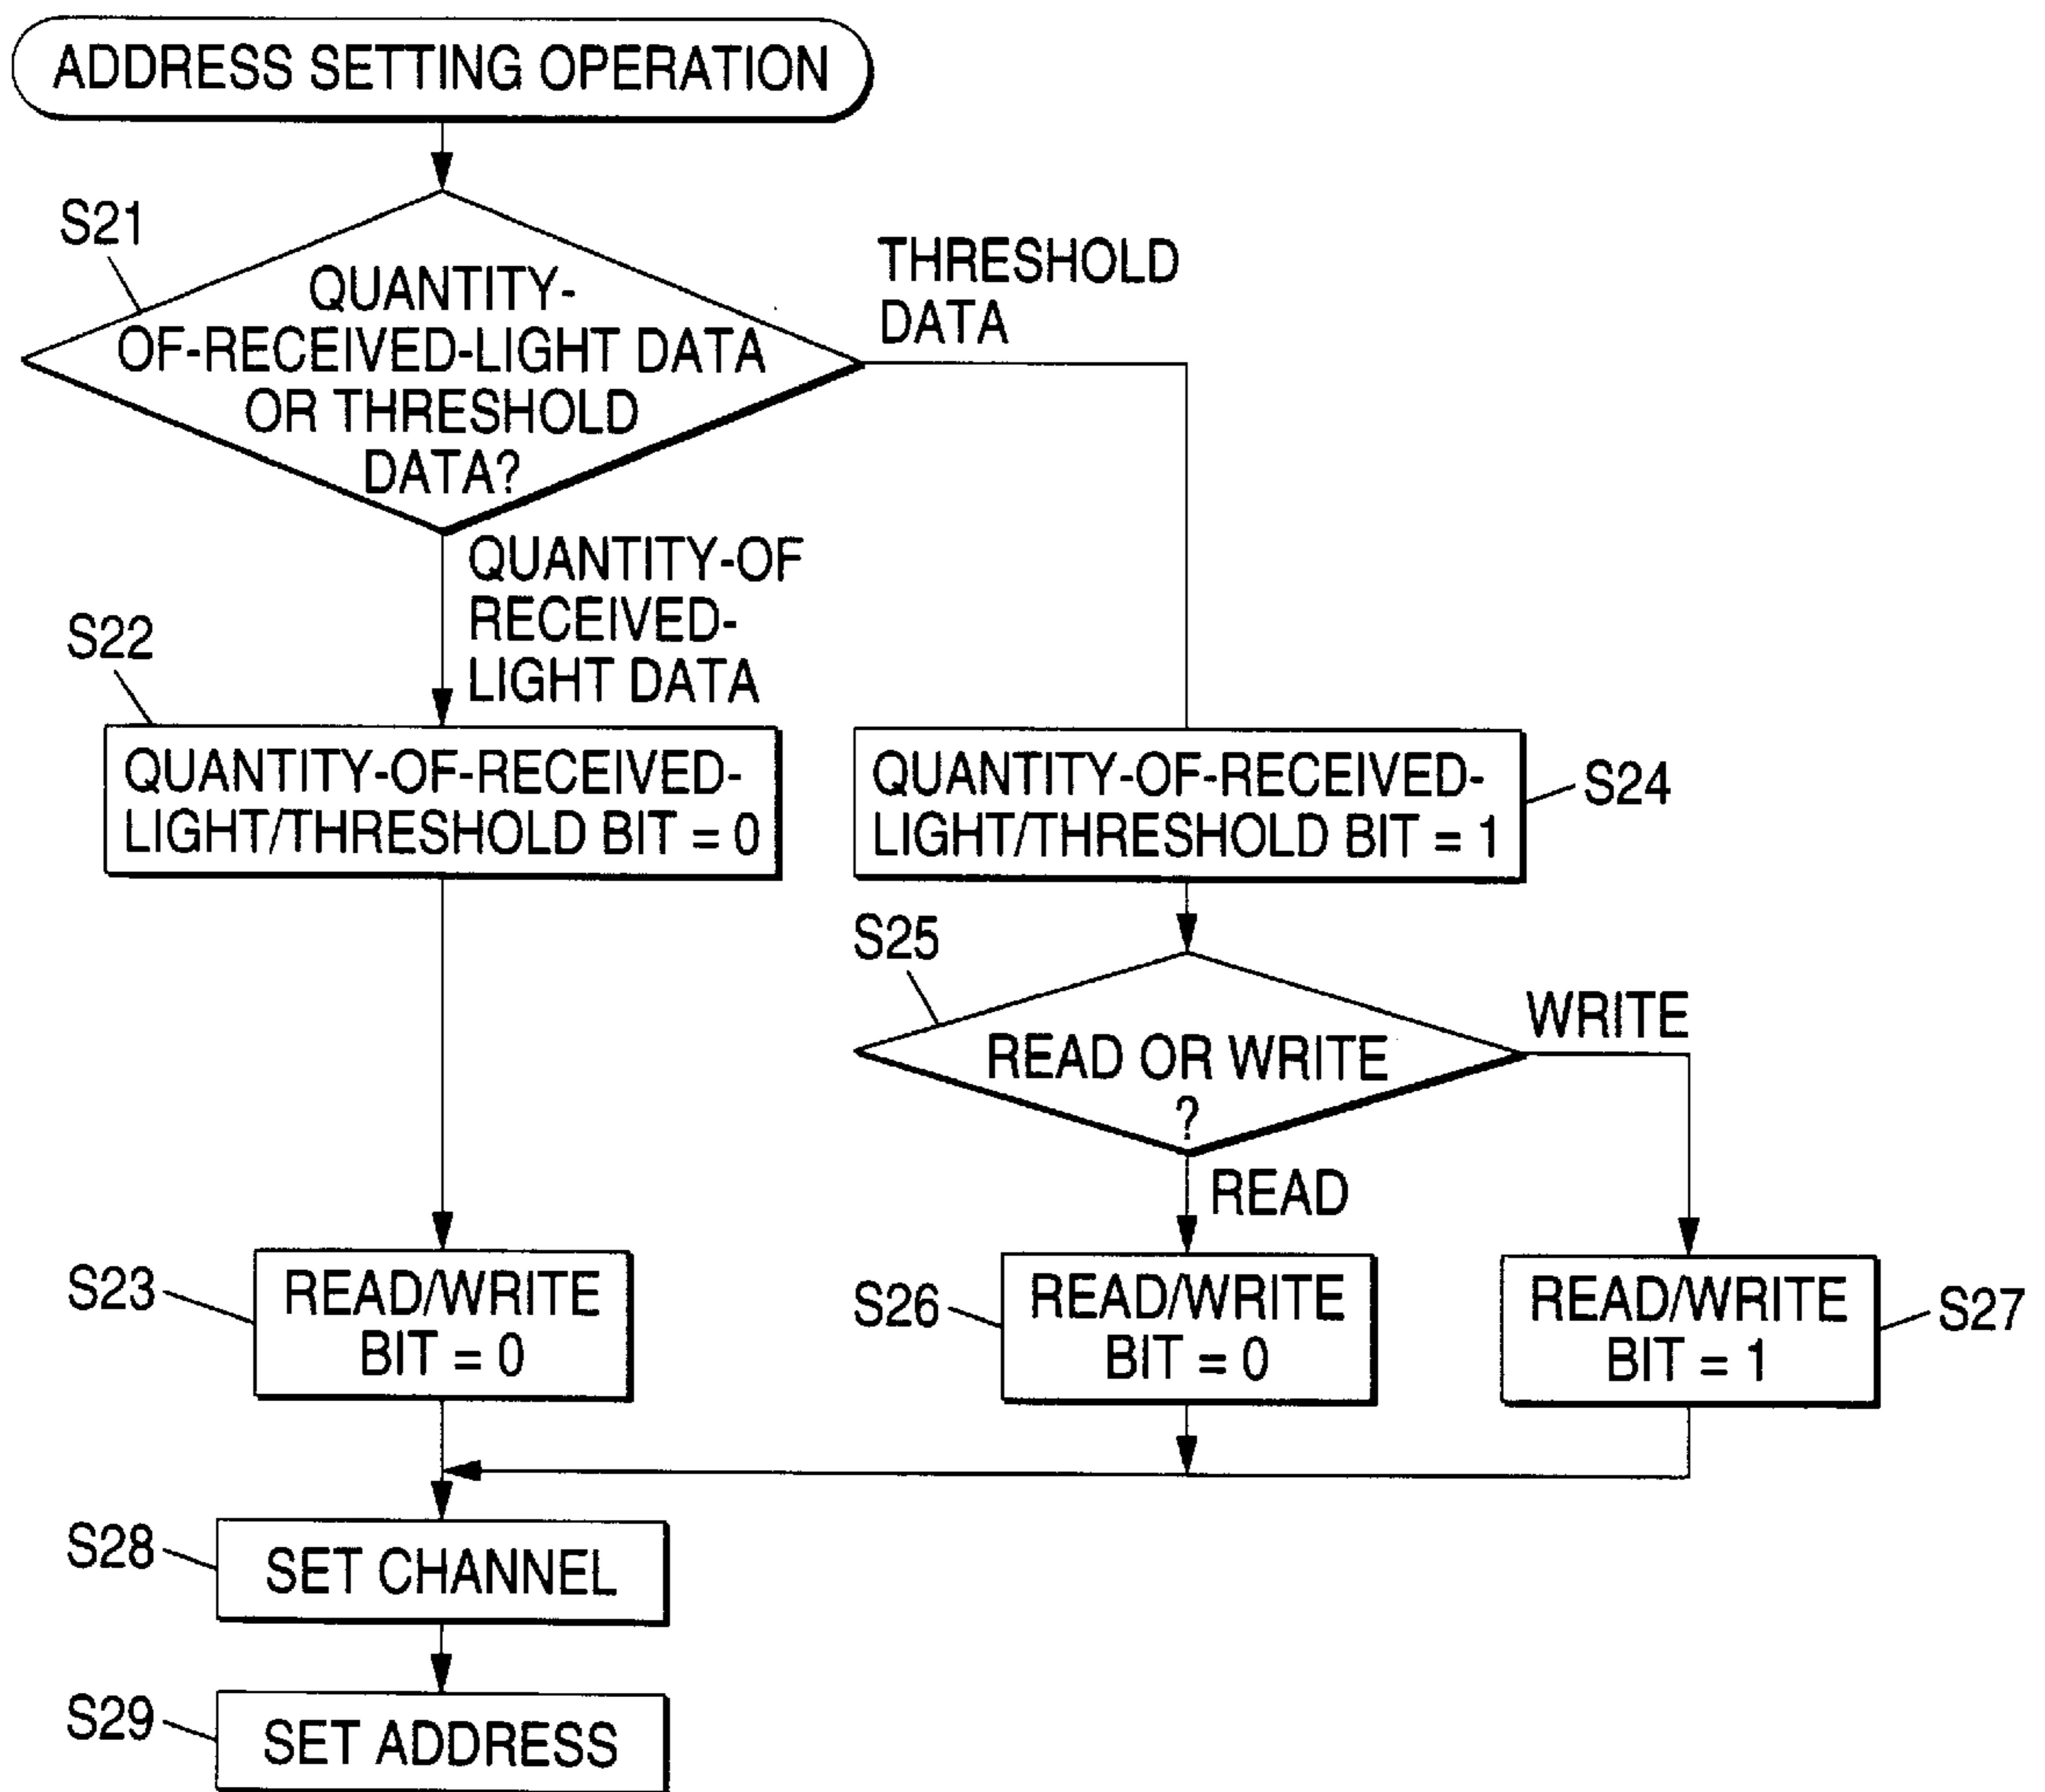 ADDRESS SETTING OPERATION
S21
QUANTITY-
OF-RECEIVED-LIGHT DATA
OR THRESHOLD
DATA?
THRESHOLD
DATA
QUANTITY-OF
RECEIVED-
LIGHT DATA
S22
QUANTITY-OF-RECEIVED-
LIGHT/THRESHOLD BIT = 0
QUANTITY-OF-RECEIVED-
LIGHT/THRESHOLD BIT = 1
S24
S25
READ OR WRITE
?
WRITE
READ
S23
READ/WRITE
BIT = 0
S26
READ/WRITE
BIT = 0
READ/WRITE
BIT = 1
S27
S28
SET CHANNEL
S29
SET ADDRESS